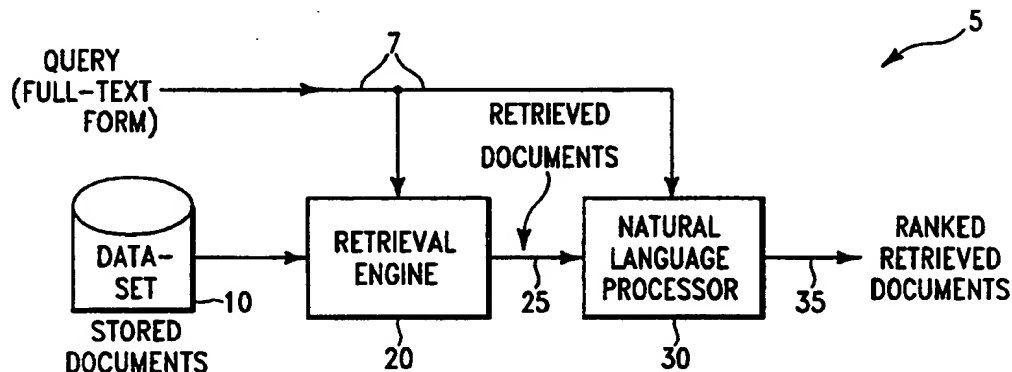 5
QUERY
(FULL-TEXT
FORM)
7
RETRIEVED
DOCUMENTS
DATA-
SET
10
STORED
DOCUMENTS
RETRIEVAL
ENGINE
20
25
NATURAL
LANGUAGE
PROCESSOR
30
35
RANKED
RETRIEVED
DOCUMENTS